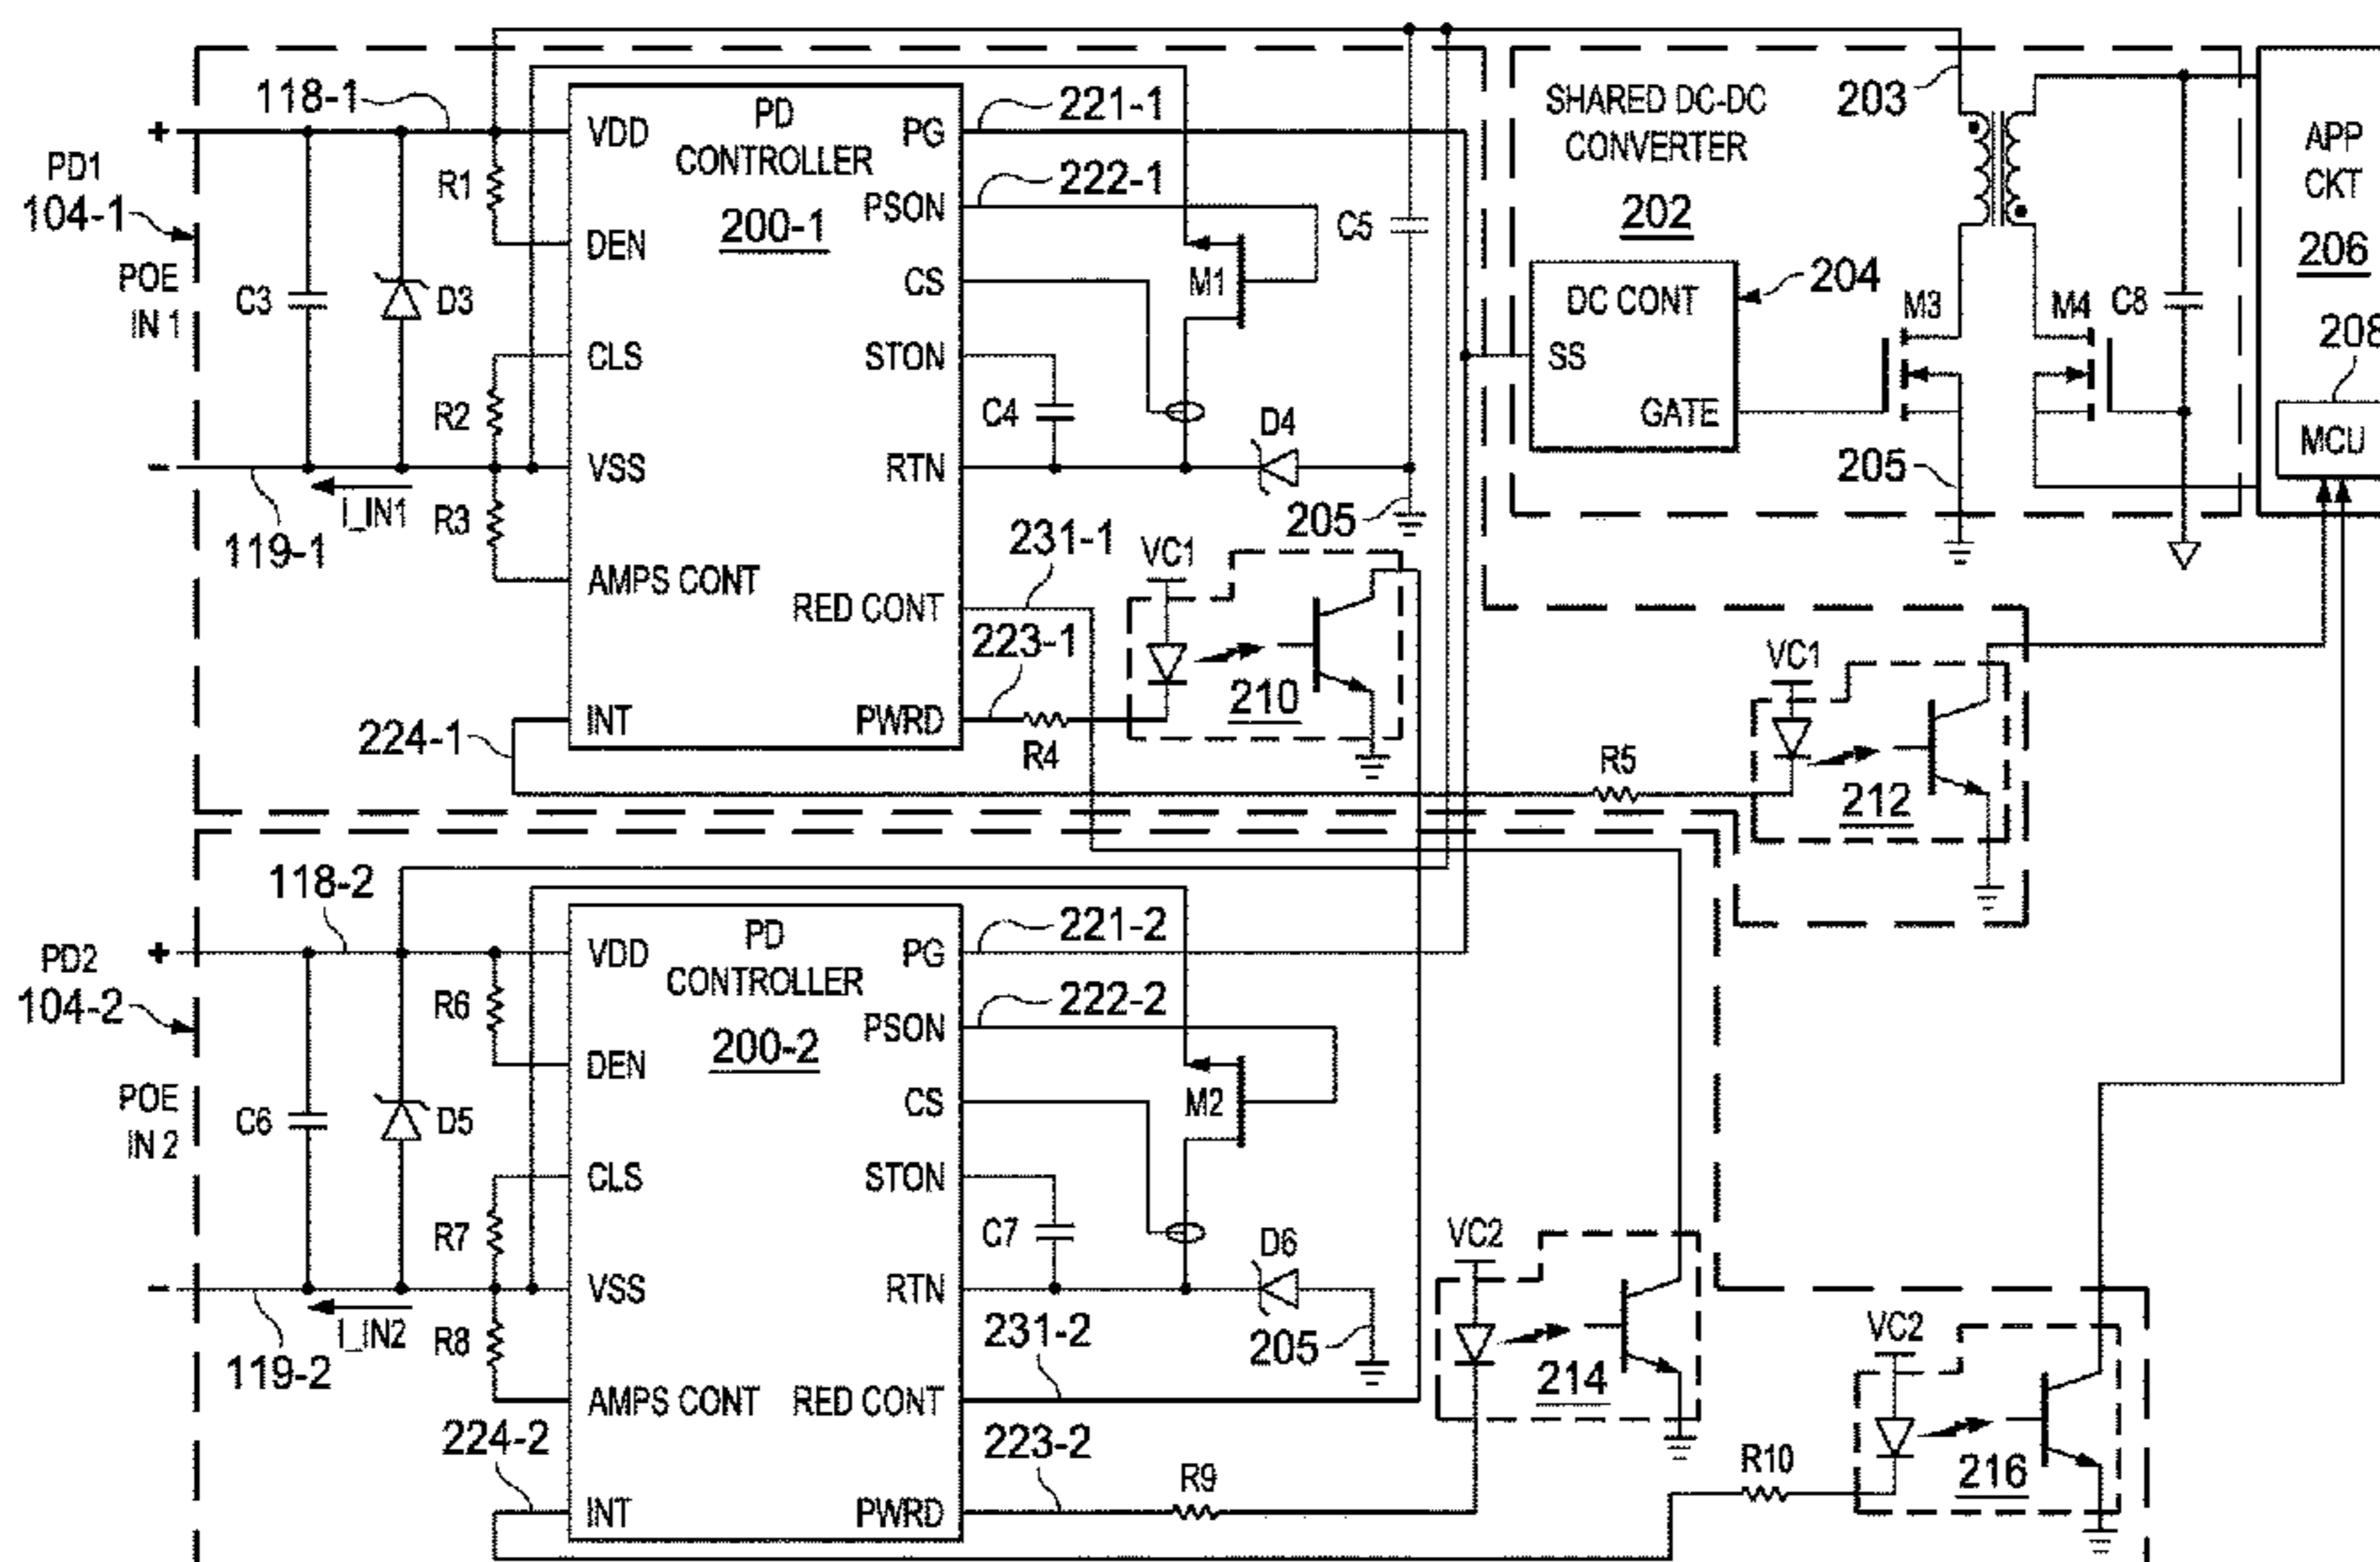 118-1
PD1
104-1
POE
IN 1
+
−
C3
D3
R1
R2
R3
I_IN1
119-1
224-1
PD
CONTROLLER
200-1
VDD
DEN
CLS
VSS
AMPS CONT
INT
PG
PSON
CS
STON
RTN
RED CONT
PWRD
221-1
222-1
M1
C4
D4
C5
205
231-1
223-1
R4
VC1
210
SHARED DC-DC
CONVERTER
202
203
DC CONT
SS
GATE
204
M3
M4
C8
205
APP
CKT
206
208
MCU
VC1
R5
212
118-2
PD2
104-2
POE
IN 2
+
−
C6
D5
R6
R7
R8
I_IN2
119-2
224-2
PD
CONTROLLER
200-2
VDD
DEN
CLS
VSS
AMPS CONT
INT
PG
PSON
CS
STON
RTN
RED CONT
PWRD
221-2
222-2
M2
C7
D6
205
231-2
223-2
R9
VC2
214
R10
VC2
216